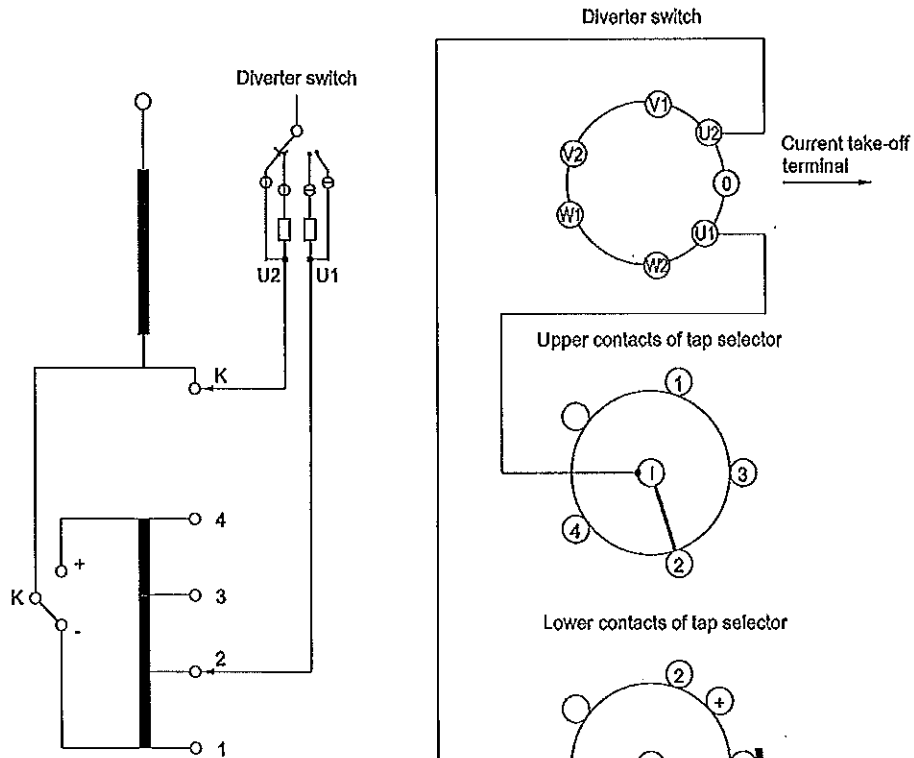 Diverter switch
U2
U1
K
4
+
K
3
-
2
1
Diverter switch
V1
U2
V2
0
Current take-off
terminal
W1
U1
W2
Upper contacts of tap selector
1
I
3
4
2
Lower contacts of tap selector
2
+